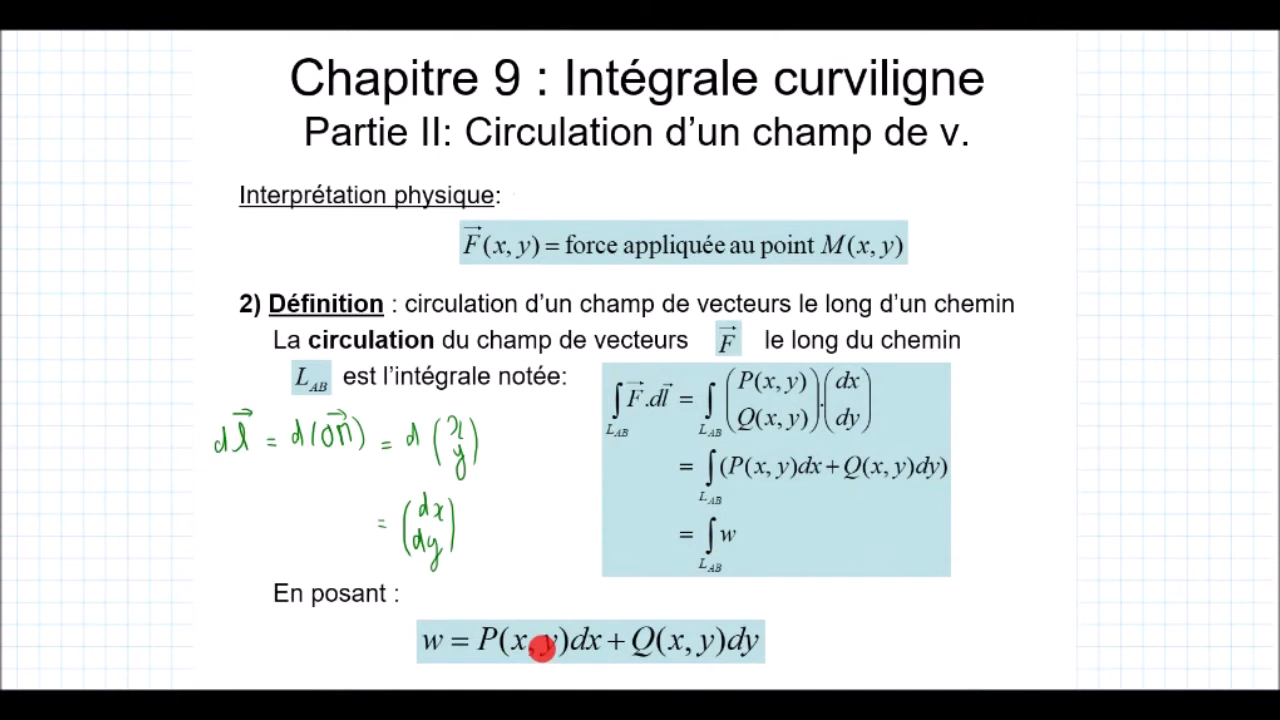 Chapitre 9 : Intégrale curviligne
Partie II: Circulation d’un champ de v.
Interprétation physique:
F⃗(x, y) = force appliquée au point M(x, y)
2) Définition : circulation d’un champ de vecteurs le long d’un chemin
La circulation du champ de vecteurs F⃗ le long du chemin
L_AB est l’intégrale notée:
∫_{L_AB} F⃗.dl⃗ = ∫_{L_AB} (P(x, y) Q(x, y)).(dx dy)
= ∫_{L_AB} (P(x, y)dx + Q(x, y)dy)
= ∫_{L_AB} w
dl⃗ = d(OM⃗) = d (x y)
= (dx dy)
En posant :
w = P(x, y)dx + Q(x, y)dy